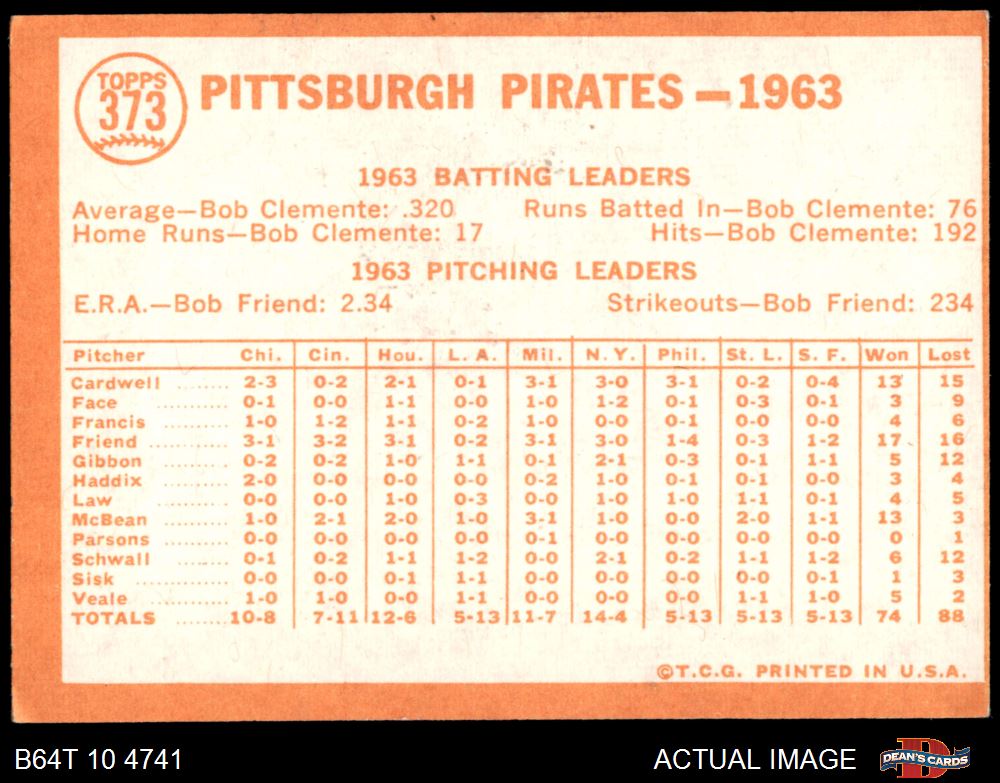 TOPPS
373
PITTSBURGH PIRATES — 1963
1963 BATTING LEADERS
Average—Bob Clemente: .320 Runs Batted In—Bob Clemente: 76
Home Runs—Bob Clemente: 17 Hits—Bob Clemente: 192
1963 PITCHING LEADERS
E.R.A.—Bob Friend: 2.34 Strikeouts—Bob Friend: 234
Pitcher Chi. Cin. Hou. L. A. Mil. N. Y. Phil. St. L. S. F. Won Lost
Cardwell ........ 2-3 0-2 2-1 0-1 3-1 3-0 3-1 0-2 0-4 13 15
Face ........... 0-1 0-0 1-1 0-0 1-0 1-2 0-1 0-3 0-1 3 9
Francis .......... 1-0 1-2 1-1 0-2 1-0 0-0 0-1 0-0 0-0 4 6
Friend ........... 3-1 3-2 3-1 0-2 3-1 3-0 1-4 0-3 1-2 17 16
Gibbon .......... 0-2 0-2 1-0 1-1 0-1 2-1 0-3 0-1 1-1 5 12
Haddix .......... 2-0 0-0 0-0 0-0 0-2 1-0 0-1 0-1 0-0 3 4
Law ........... 0-0 0-0 1-0 0-3 0-0 1-0 1-0 1-1 0-1 4 5
McBean .......... 1-0 2-1 2-0 1-0 3-1 1-0 0-0 2-0 1-1 13 3
Parsons .......... 0-0 0-0 0-0 0-0 0-1 0-0 0-0 0-0 0-0 0 1
Schwall .......... 0-1 0-2 1-1 1-2 0-0 2-1 0-2 1-1 1-2 6 12
Sisk ............. 0-0 0-0 0-1 1-1 0-0 0-0 0-0 0-0 0-1 1 3
Veale ........... 1-0 1-0 0-0 1-1 0-0 0-0 0-0 1-1 1-0 5 2
TOTALS ....... 10-8 7-11 12-6 5-13 11-7 14-4 5-13 5-13 5-13 74 88
©T.C.G. PRINTED IN U.S.A.
B64T 10 4741 ACTUAL IMAGE DEAN'S CARDS